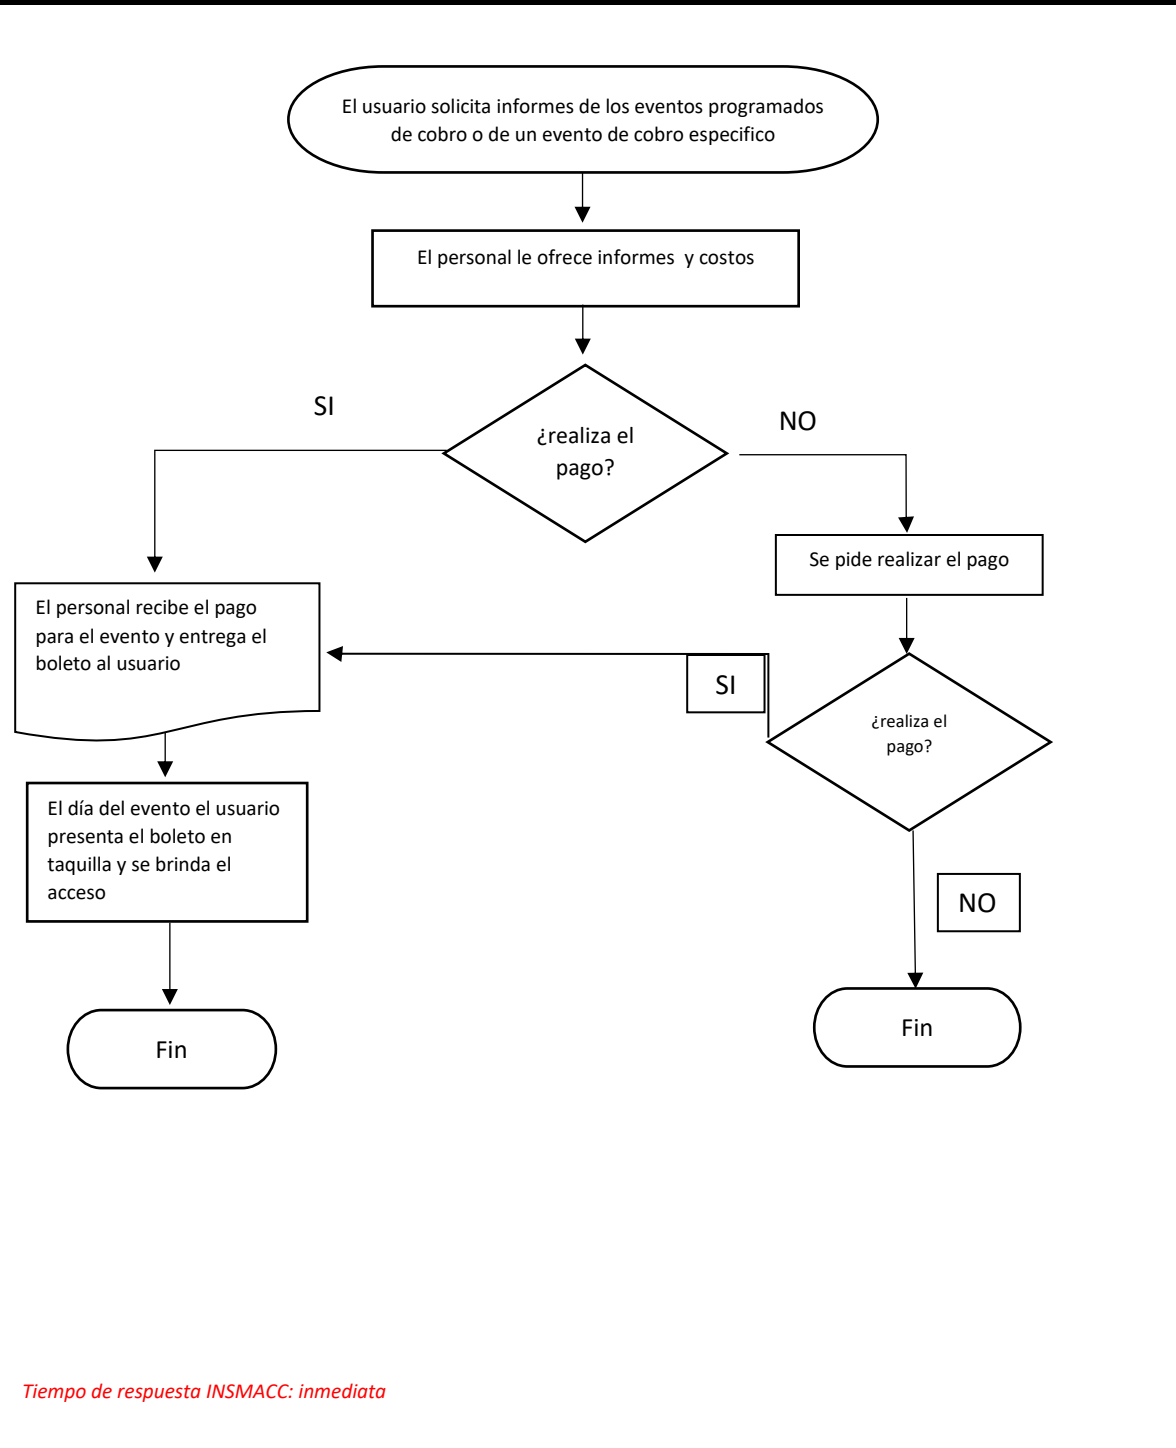 El usuario solicita informes de los eventos programados
de cobro o de un evento de cobro especifico
El personal le ofrece informes  y costos
SI
NO
¿realiza el
pago?
Se pide realizar el pago
El personal recibe el pago
para el evento y entrega el
boleto al usuario
SI
¿realiza el
pago?
El día del evento el usuario
presenta el boleto en
taquilla y se brinda el
acceso
NO
Fin
Fin
Tiempo de respuesta INSMACC: inmediata